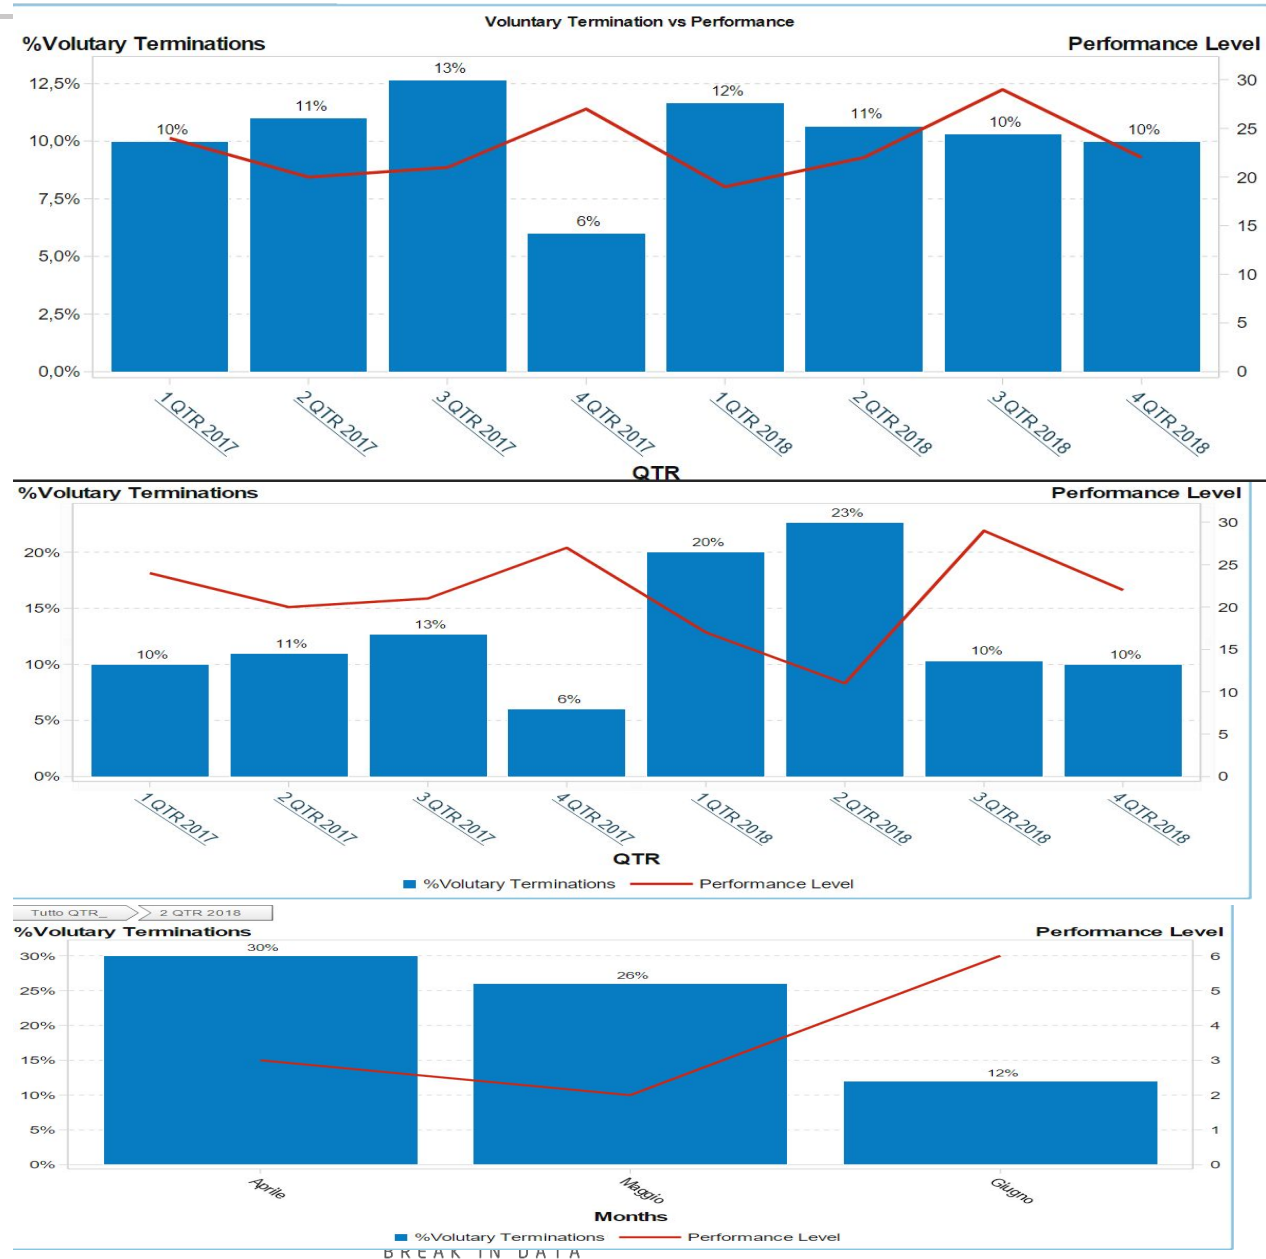 Voluntary Termination vs Performance
%Volutary Terminations Performance Level
13%
12,5% 30
12%
11% 11%
10% 10% 10%
10,0% 25
20
7,5%
6% 15
5,0%
10
2,5%
5
0,0% 0
1 QTR 2017 2 QTR 2017 3 QTR 2017 4 QTR 2017 1 QTR 2018 2 QTR 2018 3 QTR 2018 4 QTR 2018
QTR
%Volutary Terminations Performance Level
23%
30
20%
20% 25
13% 20
11%
15%
10% 10% 10% 15
10%
6% 10
5% 5
0% 0
1 QTR 2017 2 QTR 2017 3 QTR 2017 4 QTR 2017 1 QTR 2018 2 QTR 2018 3 QTR 2018 4 QTR 2018
QTR
%Volutary Terminations Performance Level
Tutto QTR_ 2 QTR 2018
%Volutary Terminations Performance Level
30%
30% 6
26%
25% 5
20% 4
15% 3
12%
10% 2
5% 1
0% 0
Aprile Maggio Giugno
Months
%Volutary Terminations Performance Level
BREAK IN DATA